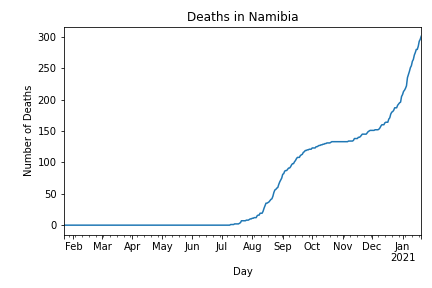 Deaths in Namibia
Number of Deaths
300
250
200
150
100
50
0
Feb Mar Apr May Jun Jul Aug Sep Oct Nov Dec Jan
2021
Day